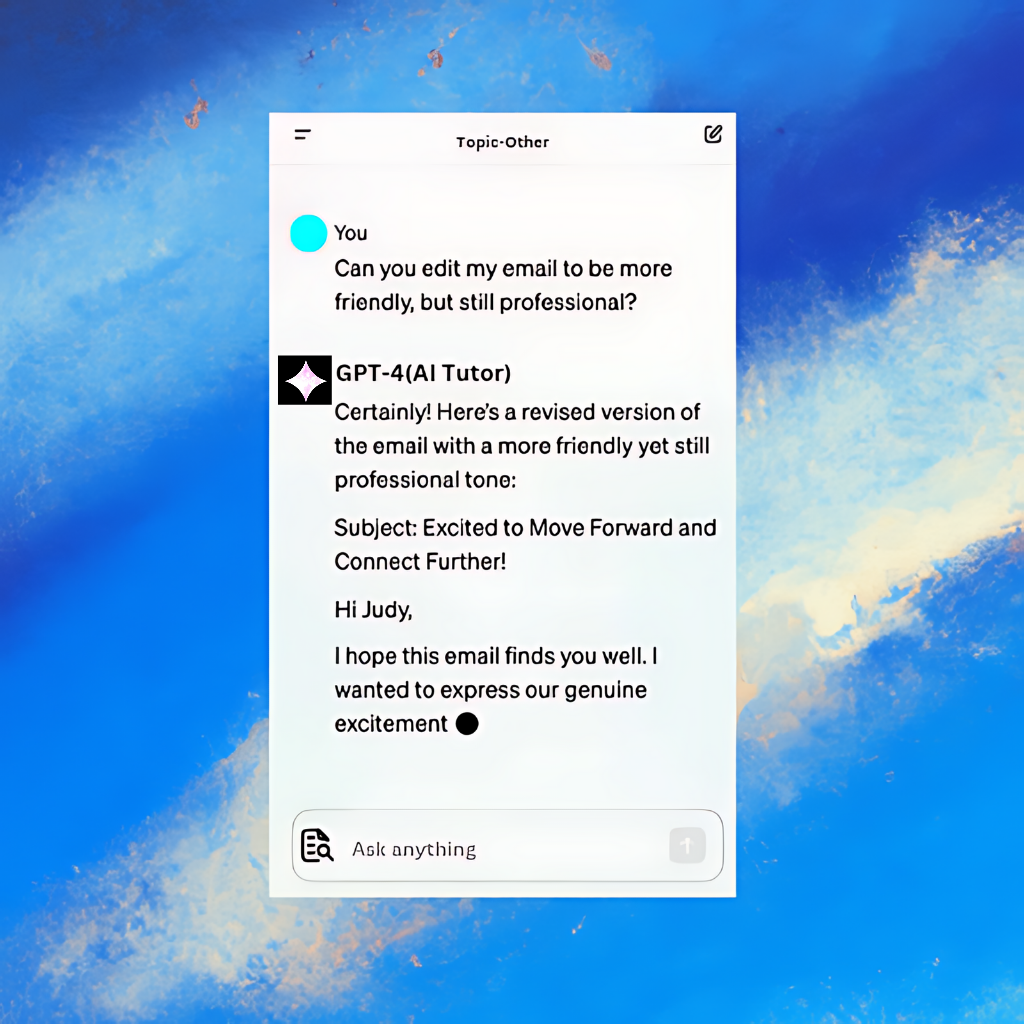 Topic-Other
You
Can you edit my email to be more
friendly, but still professional?
GPT-4(AI Tutor)
Certainly! Here's a revised version of
the email with a more friendly yet still
professional tone:
Subject: Excited to Move Forward and
Connect Further!
Hi Judy,
I hope this email finds you well. I
wanted to express our genuine
excitement
Ask anything